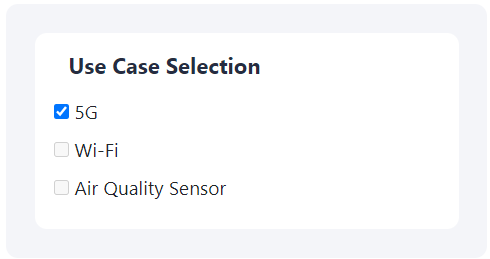 Use Case Selection
5G
Wi-Fi
Air Quality Sensor